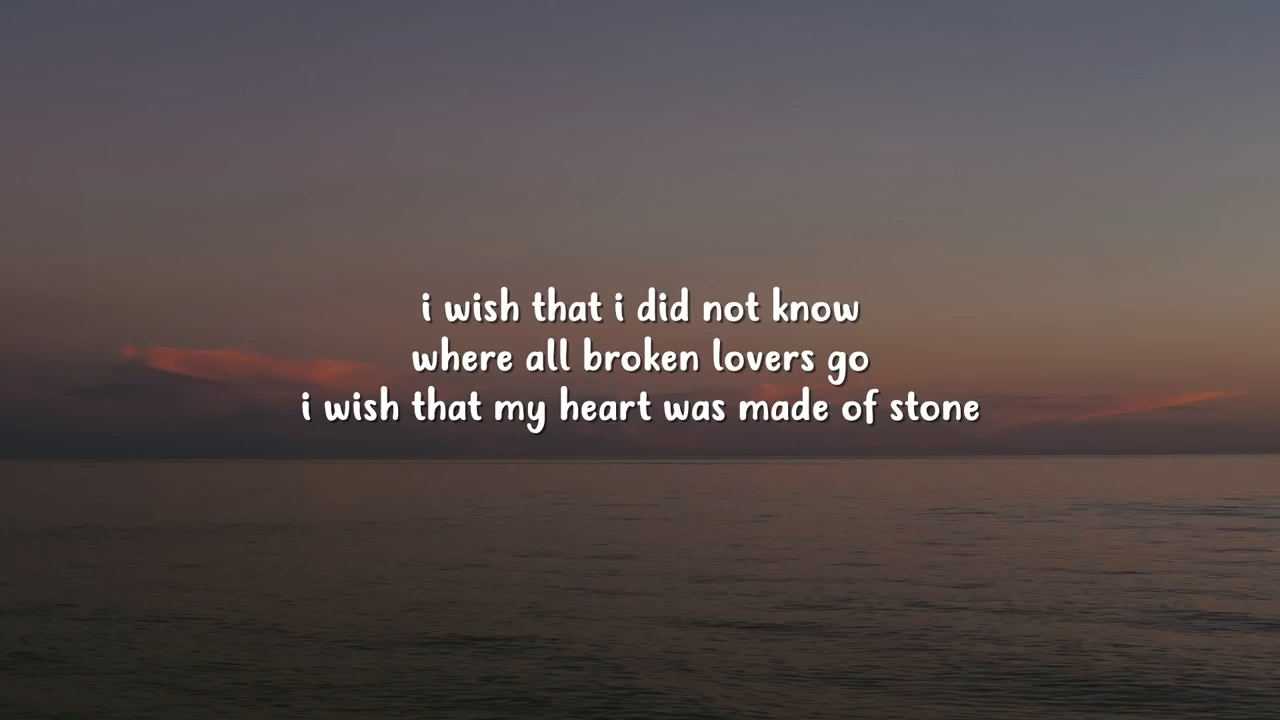 i wish that i did not know
where all broken lovers go
i wish that my heart was made of stone